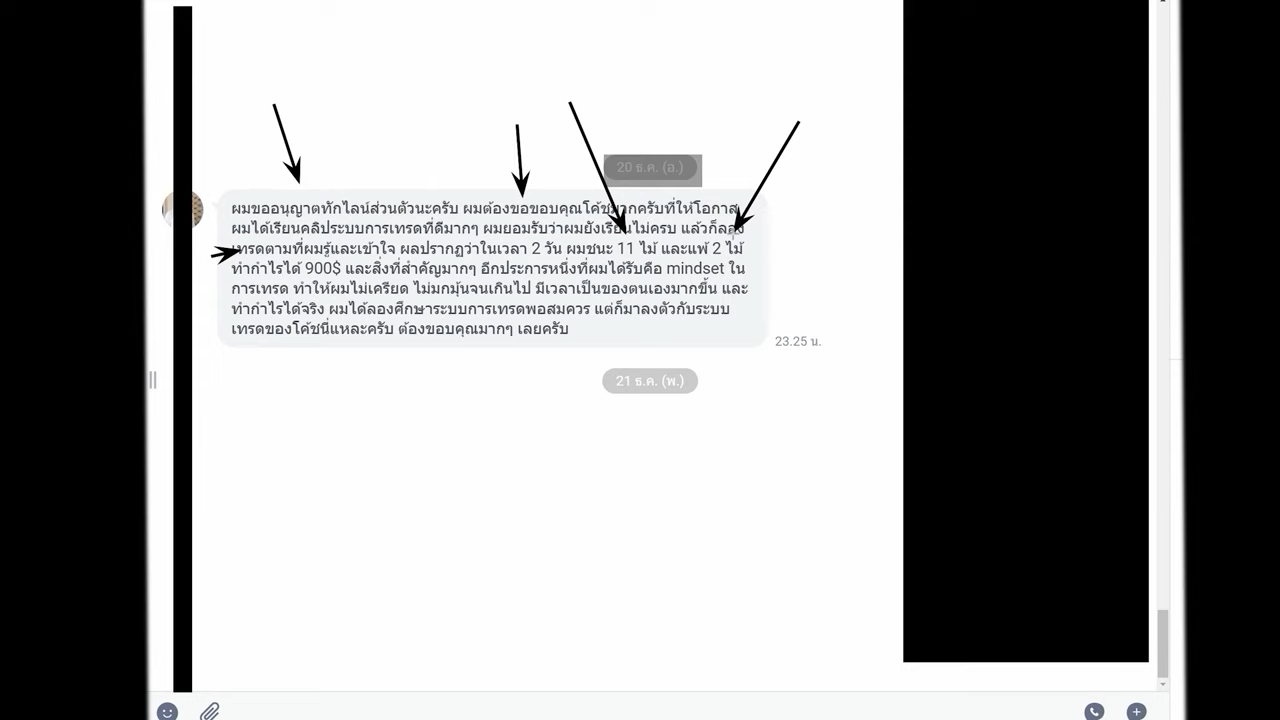 20 ธ.ค. (อ.)
ผมขออนุญาตทักไลน์ส่วนตัวนะครับ ผมต้องขอขอบคุณโค้ชมากครับที่ให้โอกาส
ผมได้เรียนคลิประบบการเทรดที่ดีมากๆ ผมยอมรับว่าผมยังเรียนไม่ครบ แล้วก็ลอง
เทรดตามที่ผมรู้และเข้าใจ ผลปรากฏว่าในเวลา 2 วัน ผมชนะ 11 ไม้ และแพ้ 2 ไม้
ทำกำไรได้ 900$ และสิ่งที่สำคัญมากๆ อีกประการหนึ่งที่ผมได้รับคือ mindset ใน
การเทรด ทำให้ผมไม่เครียด ไม่มกมุ้นจนเกินไป มีเวลาเป็นของตนเองมากขึ้น และ
ทำกำไรได้จริง ผมได้ลองศึกษาระบบการเทรดพอสมควร แต่ก็มาลงตัวกับระบบ
เทรดของโค้ชนี่แหละครับ ต้องขอบคุณมากๆ เลยครับ
23.25 น.
21 ธ.ค. (พ.)